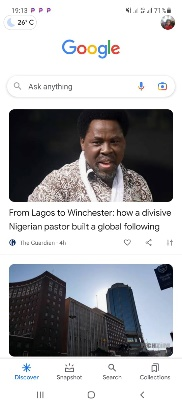 19:13 P P P
71%
26° C
Google
Ask anything
From Lagos to Winchester: how a divisive
Nigerian pastor built a global following
The Guardian · 4h
Discover
Snapshot
Search
Collections